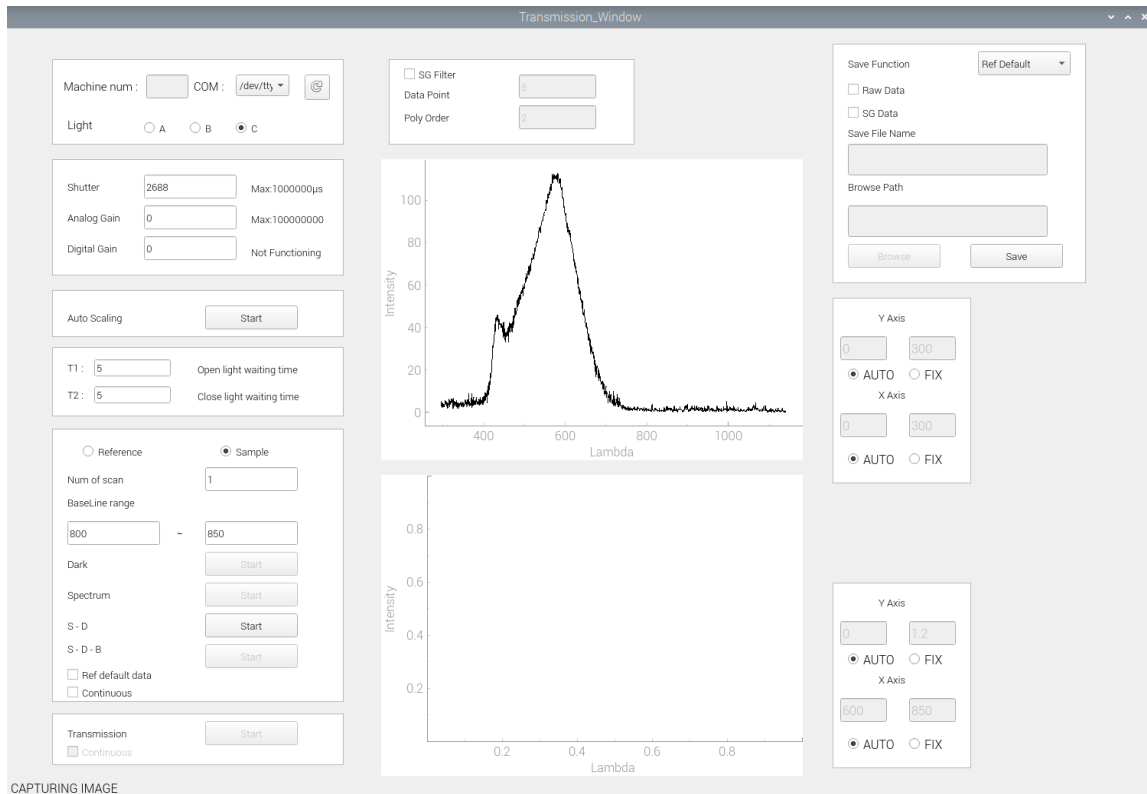 Transmission_Window
Machine num :
COM :
/dev/tty
Light
A
B
C
Shutter
2688
Max:1000000µs
Analog Gain
0
Max:100000000
Digital Gain
0
Not Functioning
Auto Scaling
Start
T1 :
5
Open light waiting time
T2 :
5
Close light waiting time
Reference
Sample
Num of scan
1
BaseLine range
800
~
850
Dark
Start
Spectrum
Start
S - D
Start
S - D - B
Start
Ref default data
Continuous
Transmission
Start
Continuous
CAPTURING IMAGE
SG Filter
Data Point
5
Poly Order
2
100
80
60
40
20
0
Intensity
400
600
800
1000
Lambda
0.8
0.6
0.4
0.2
Intensity
0.2
0.4
0.6
0.8
Lambda
Save Function
Ref Default
Raw Data
SG Data
Save File Name
Browse Path
Browse
Save
Y Axis
0
300
AUTO
FIX
X Axis
0
300
AUTO
FIX
Y Axis
0
1.2
AUTO
FIX
X Axis
600
850
AUTO
FIX